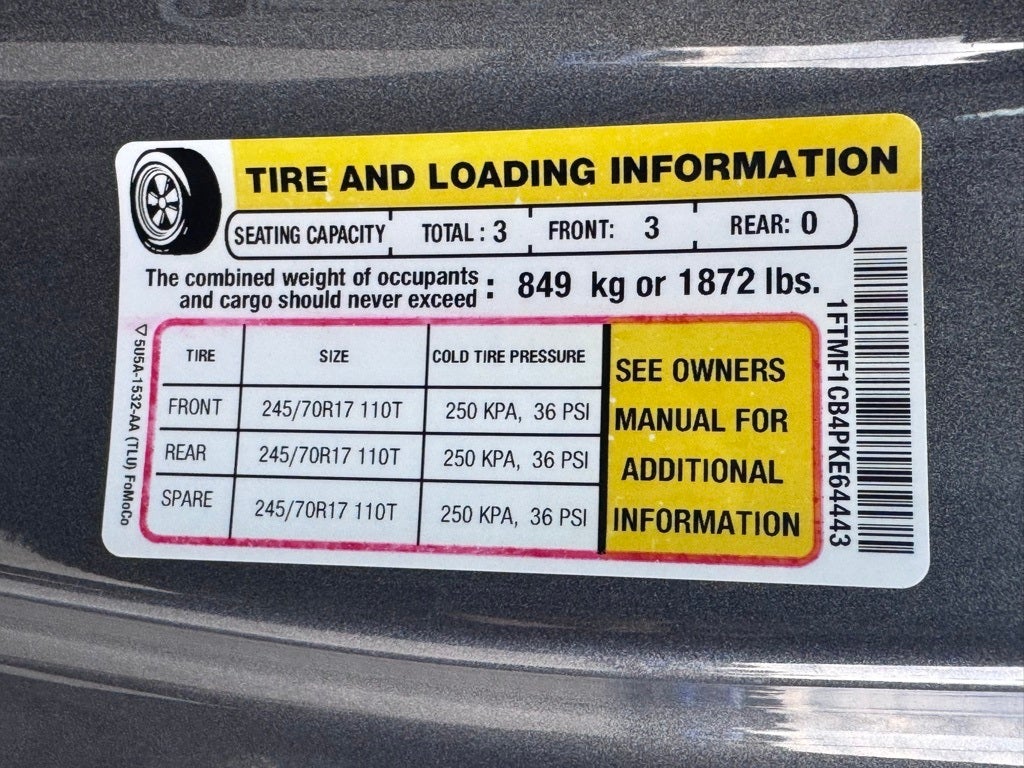 TIRE AND LOADING INFORMATION
SEATING CAPACITY TOTAL : 3 FRONT: 3 REAR: 0
The combined weight of occupants
and cargo should never exceed : 849 kg or 1872 lbs.
TIRE SIZE COLD TIRE PRESSURE
FRONT 245/70R17 110T 250 KPA, 36 PSI
REAR 245/70R17 110T 250 KPA, 36 PSI
SPARE 245/70R17 110T 250 KPA, 36 PSI
SEE OWNERS
MANUAL FOR
ADDITIONAL
INFORMATION
5U5A-1532-AA (TLU) FoMoCo
1FTMF1CB4PKE64443